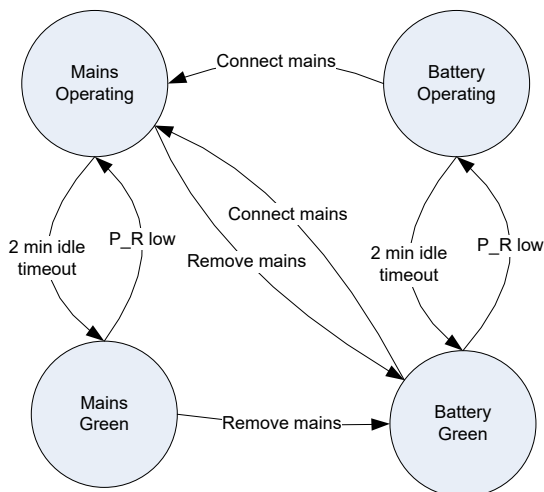 Mains
Operating
Connect mains
Battery
Operating
Connect mains
Remove mains
2 min idle
timeout
P_R low
2 min idle
timeout
P_R low
Mains
Green
Remove mains
Battery
Green